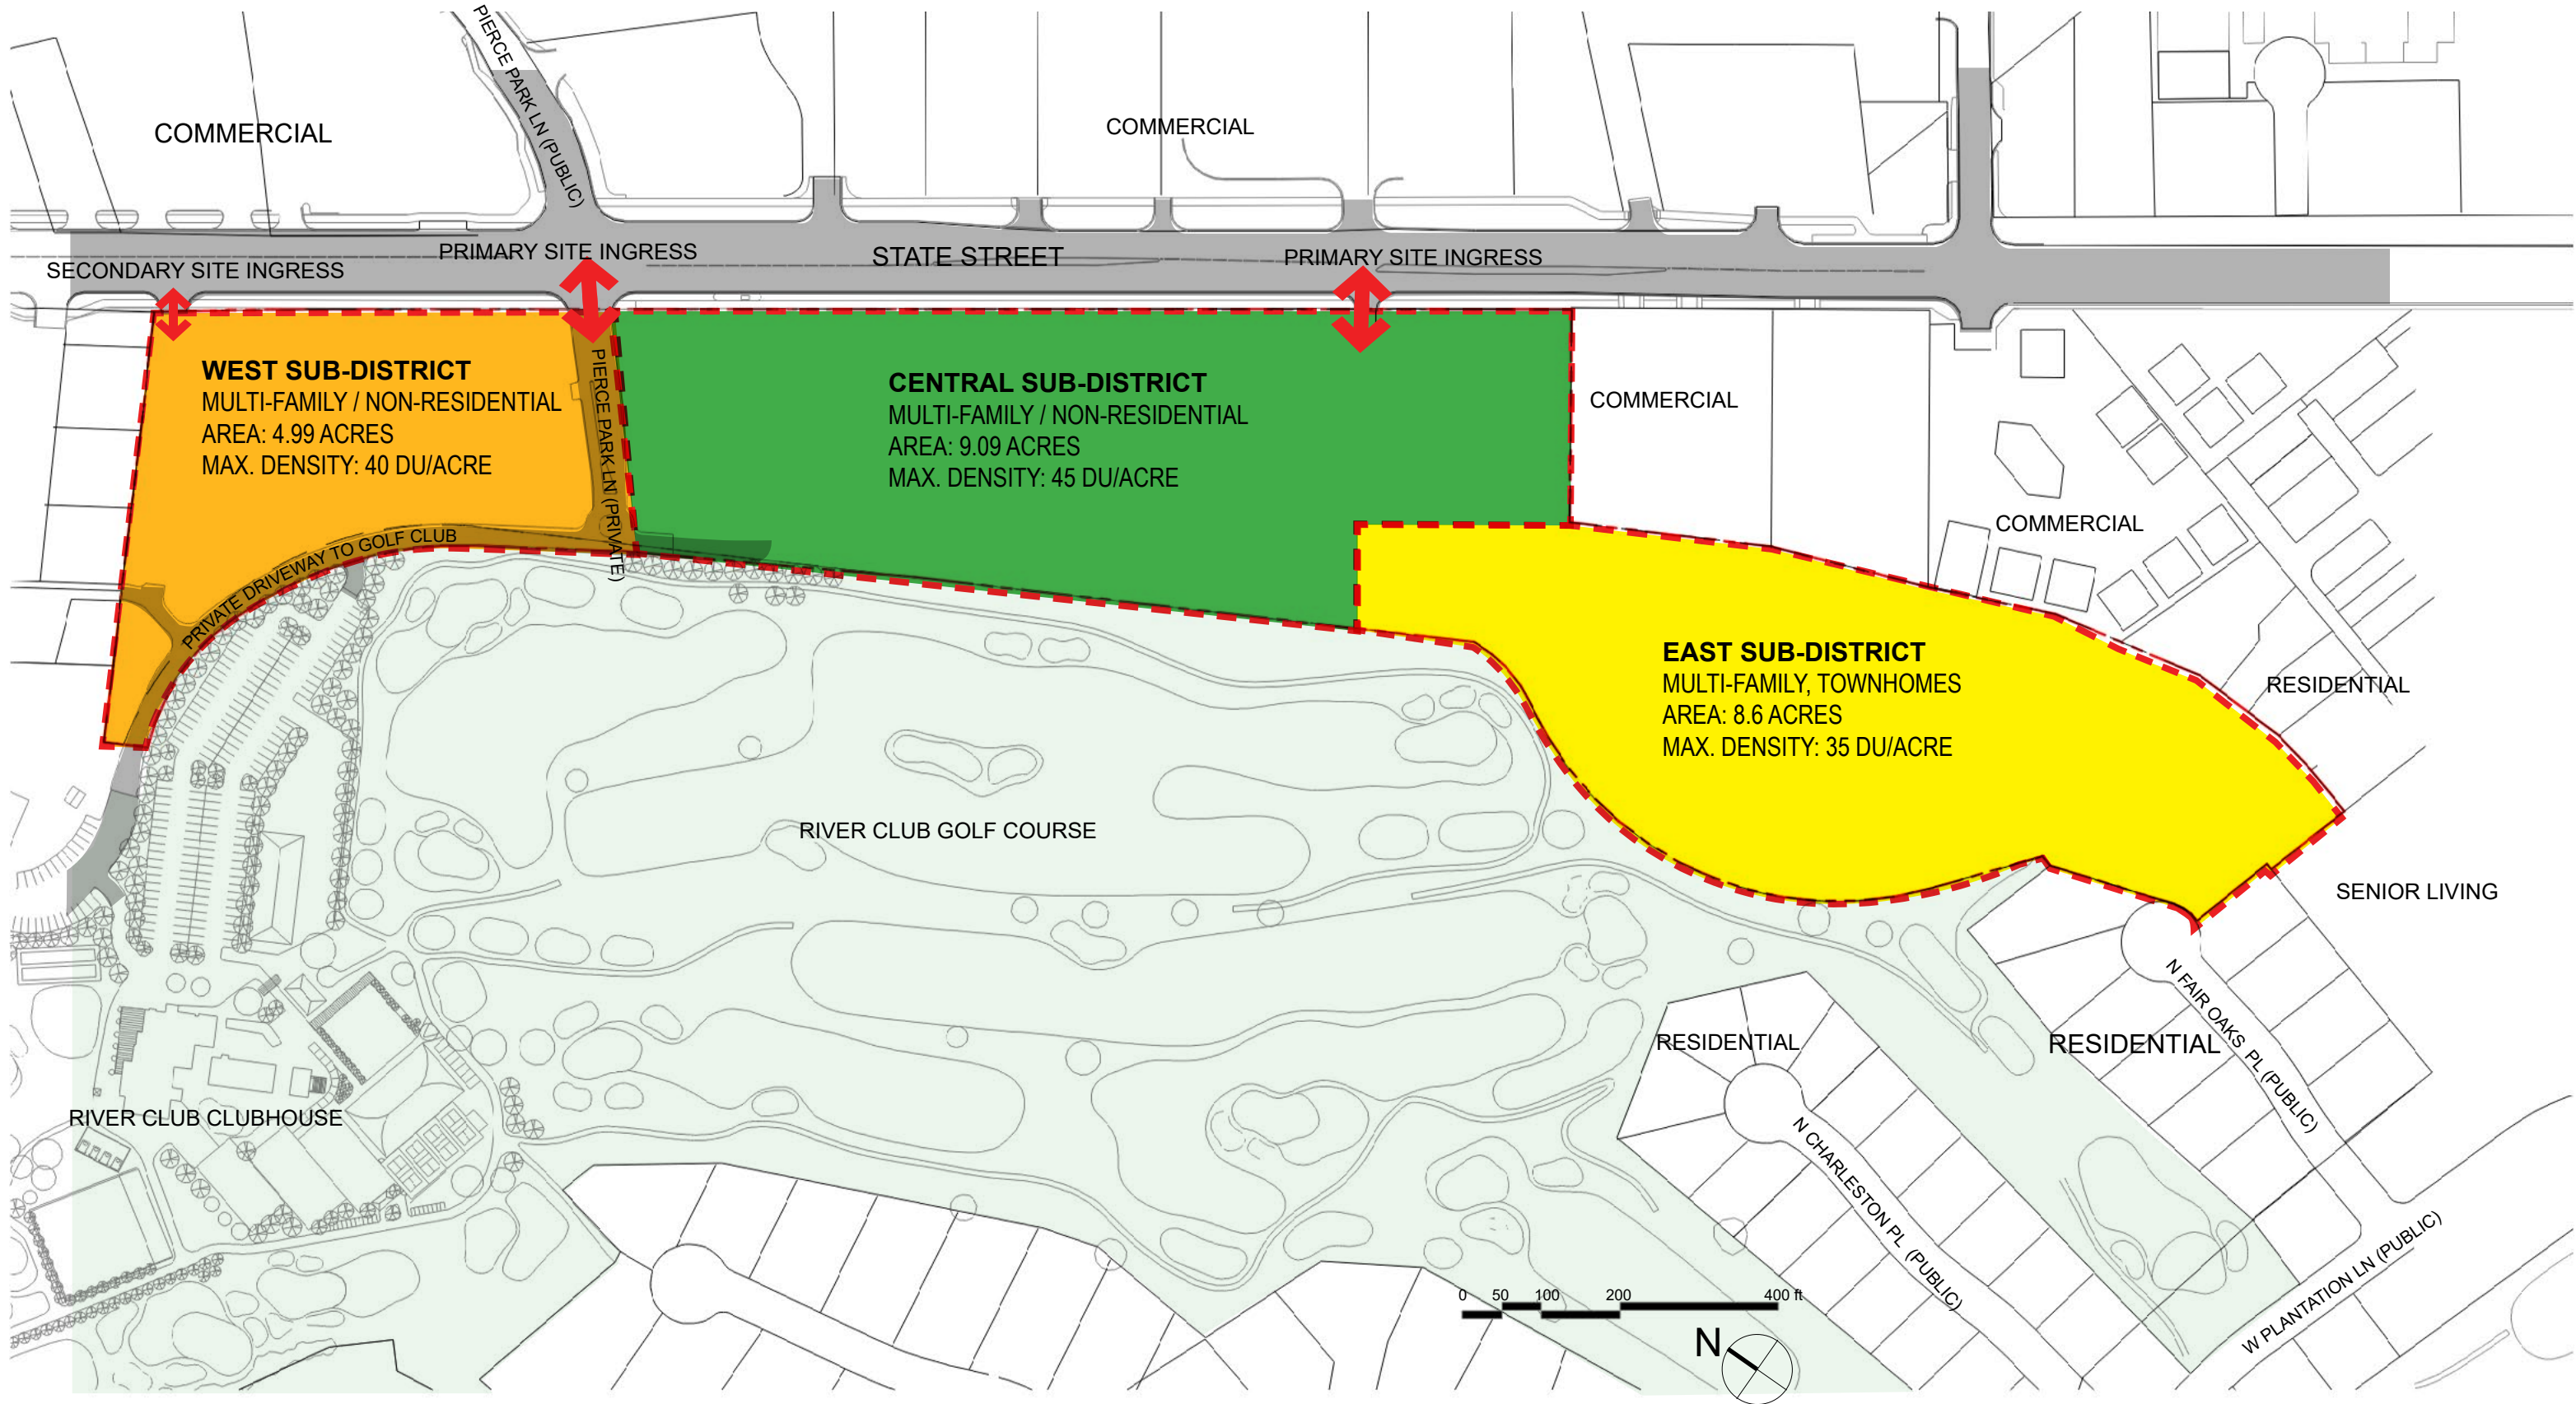 PIERCE PARK LN (PUBLIC)
COMMERCIAL
COMMERCIAL
SECONDARY SITE INGRESS
PRIMARY SITE INGRESS
STATE STREET
PRIMARY SITE INGRESS
WEST SUB-DISTRICT
MULTI-FAMILY / NON-RESIDENTIAL
AREA: 4.99 ACRES
MAX. DENSITY: 40 DU/ACRE
PIERCE PARK LN (PRIVATE)
CENTRAL SUB-DISTRICT
MULTI-FAMILY / NON-RESIDENTIAL
AREA: 9.09 ACRES
MAX. DENSITY: 45 DU/ACRE
COMMERCIAL
COMMERCIAL
PRIVATE DRIVEWAY TO GOLF CLUB
EAST SUB-DISTRICT
MULTI-FAMILY, TOWNHOMES
AREA: 8.6 ACRES
MAX. DENSITY: 35 DU/ACRE
RESIDENTIAL
RIVER CLUB GOLF COURSE
SENIOR LIVING
N FAIR OAKS PL (PUBLIC)
RESIDENTIAL
RESIDENTIAL
RIVER CLUB CLUBHOUSE
N CHARLESTON PL (PUBLIC)
W PLANTATION LN (PUBLIC)
0 50 100 200 400 ft
N